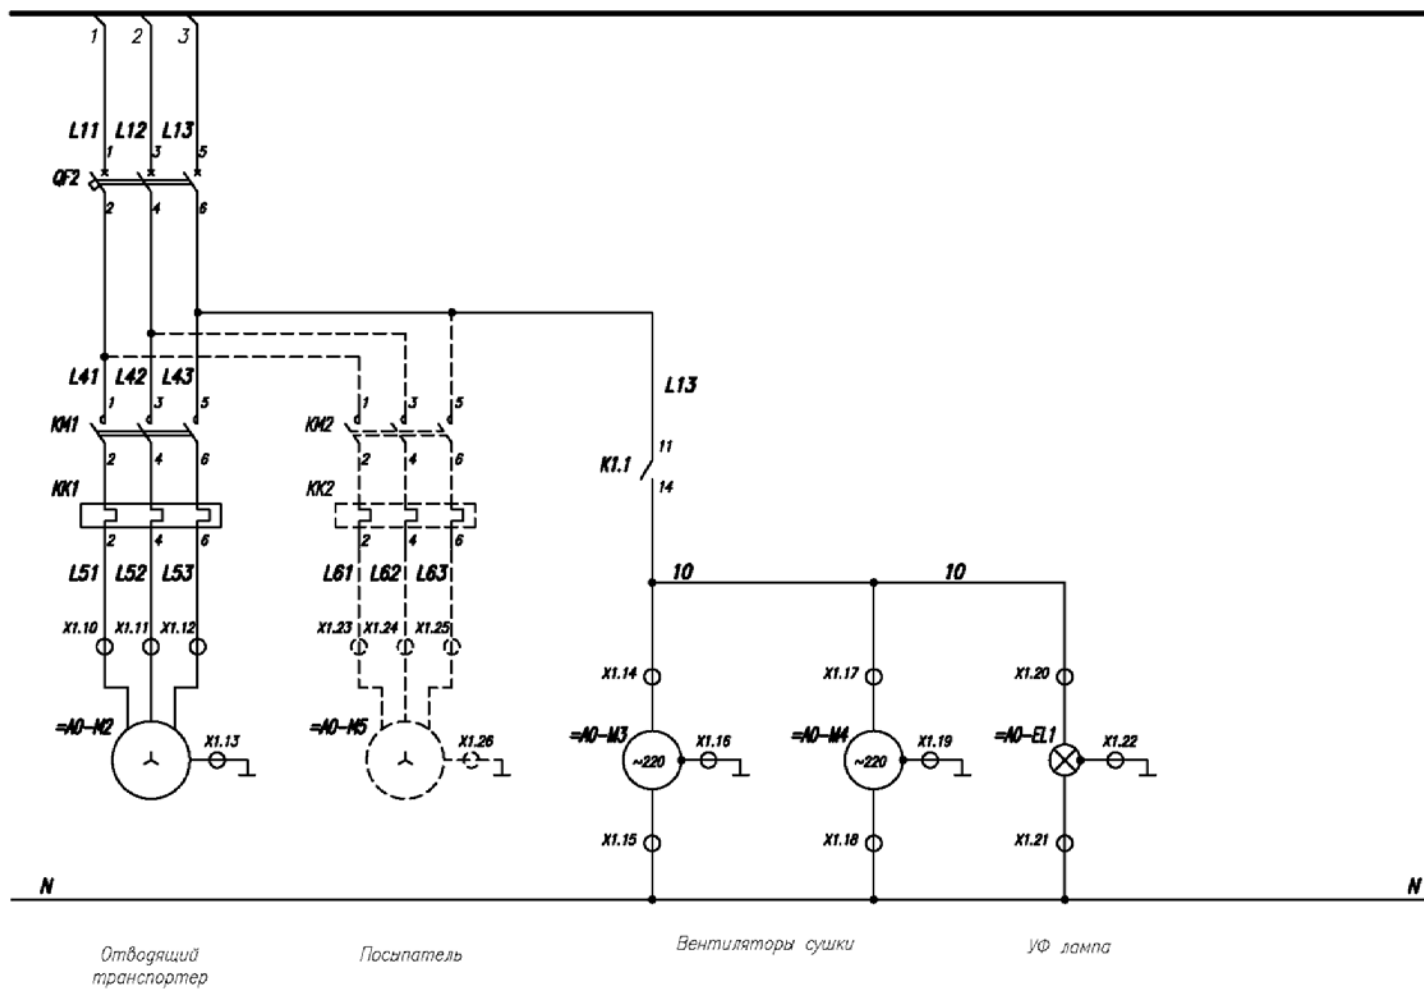 1 2 3
L11 L12 L13
1 3 5
QF2
2 4 6
L41 L42 L43
L13
1 3 5
1 3 5
KM1
KM2
11
K1.1
2 4 6
2 4 6
14
KK1
KK2
2 4 6
2 4 6
L51 L52 L53
L61 L62 L63
10
10
X1.10 X1.11 X1.12
X1.23 X1.24 X1.25
X1.14
X1.17
X1.20
=A0-M2
X1.13
=A0-M5
X1.26
=A0-M3
X1.16
=A0-M4
X1.19
=A0-EL1
X1.22
~220
~220
X1.15
X1.18
X1.21
N
N
Отводящий
транспортер
Посыпатель
Вентиляторы сушки
УФ лампа